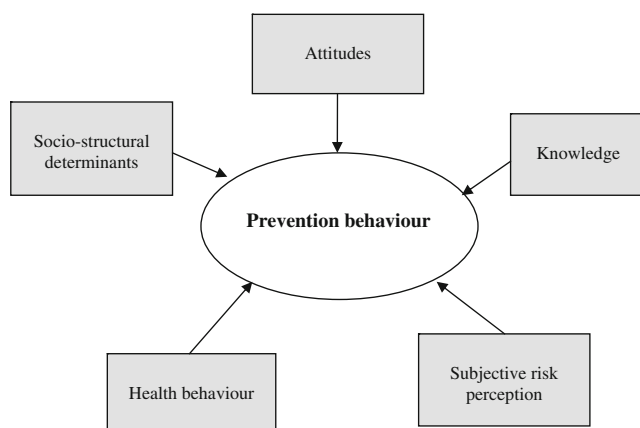 Attitudes
Socio-structural
determinants
Knowledge
Prevention behaviour
Health behaviour
Subjective risk
perception